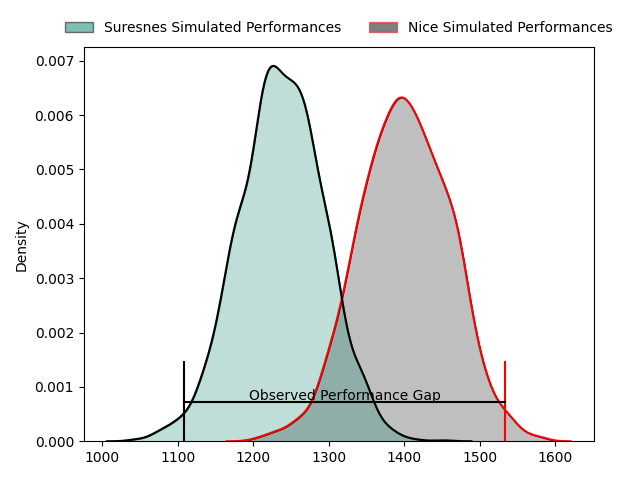 Suresnes Simulated Performances
Nice Simulated Performances
0.007
0.006
0.005
0.004
0.003
0.002
0.001
0.000
Density
Observed Performance Gap
1000 1100 1200 1300 1400 1500 1600